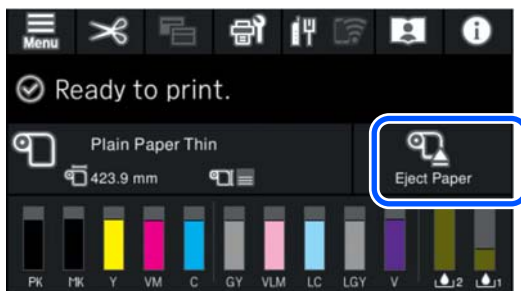 Menu
Ready to print.
Plain Paper Thin
423.9 mm
Eject Paper
PK MK Y VM C GY VLM LC LGY V 2 1